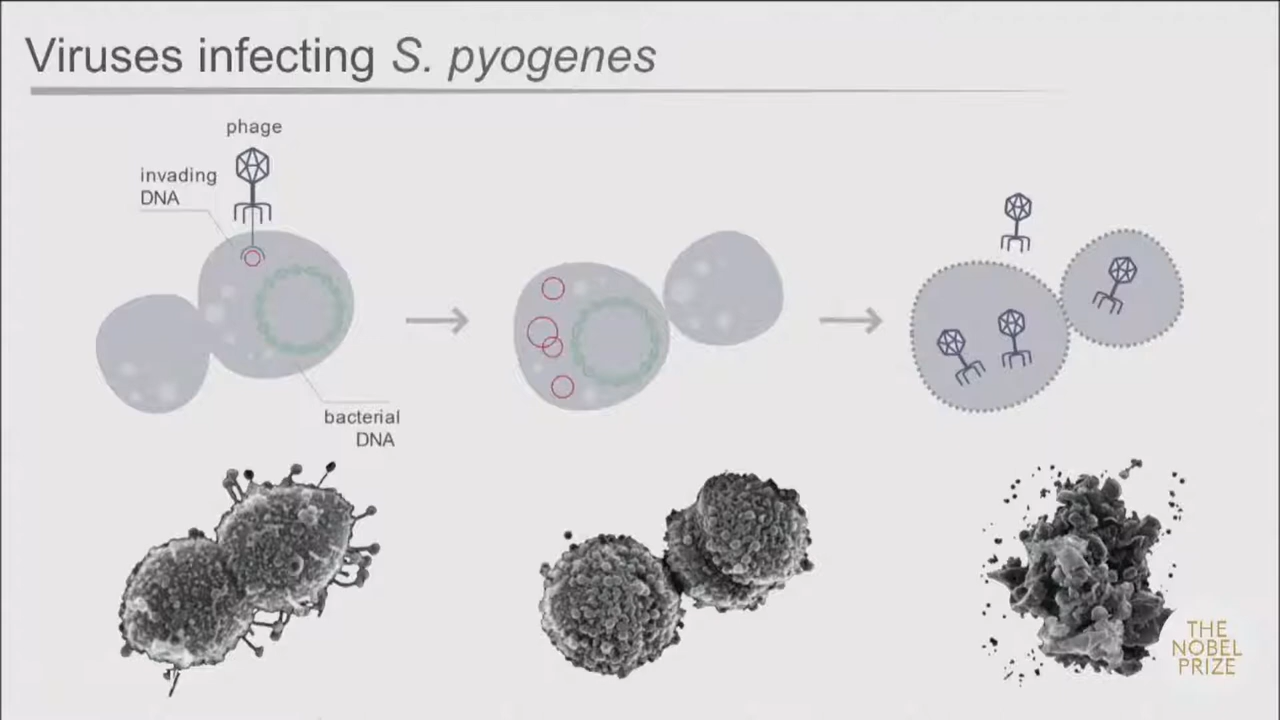 Viruses infecting S. pyogenes
phage
invading
DNA
bacterial
DNA
THE
NOBEL
PRIZE